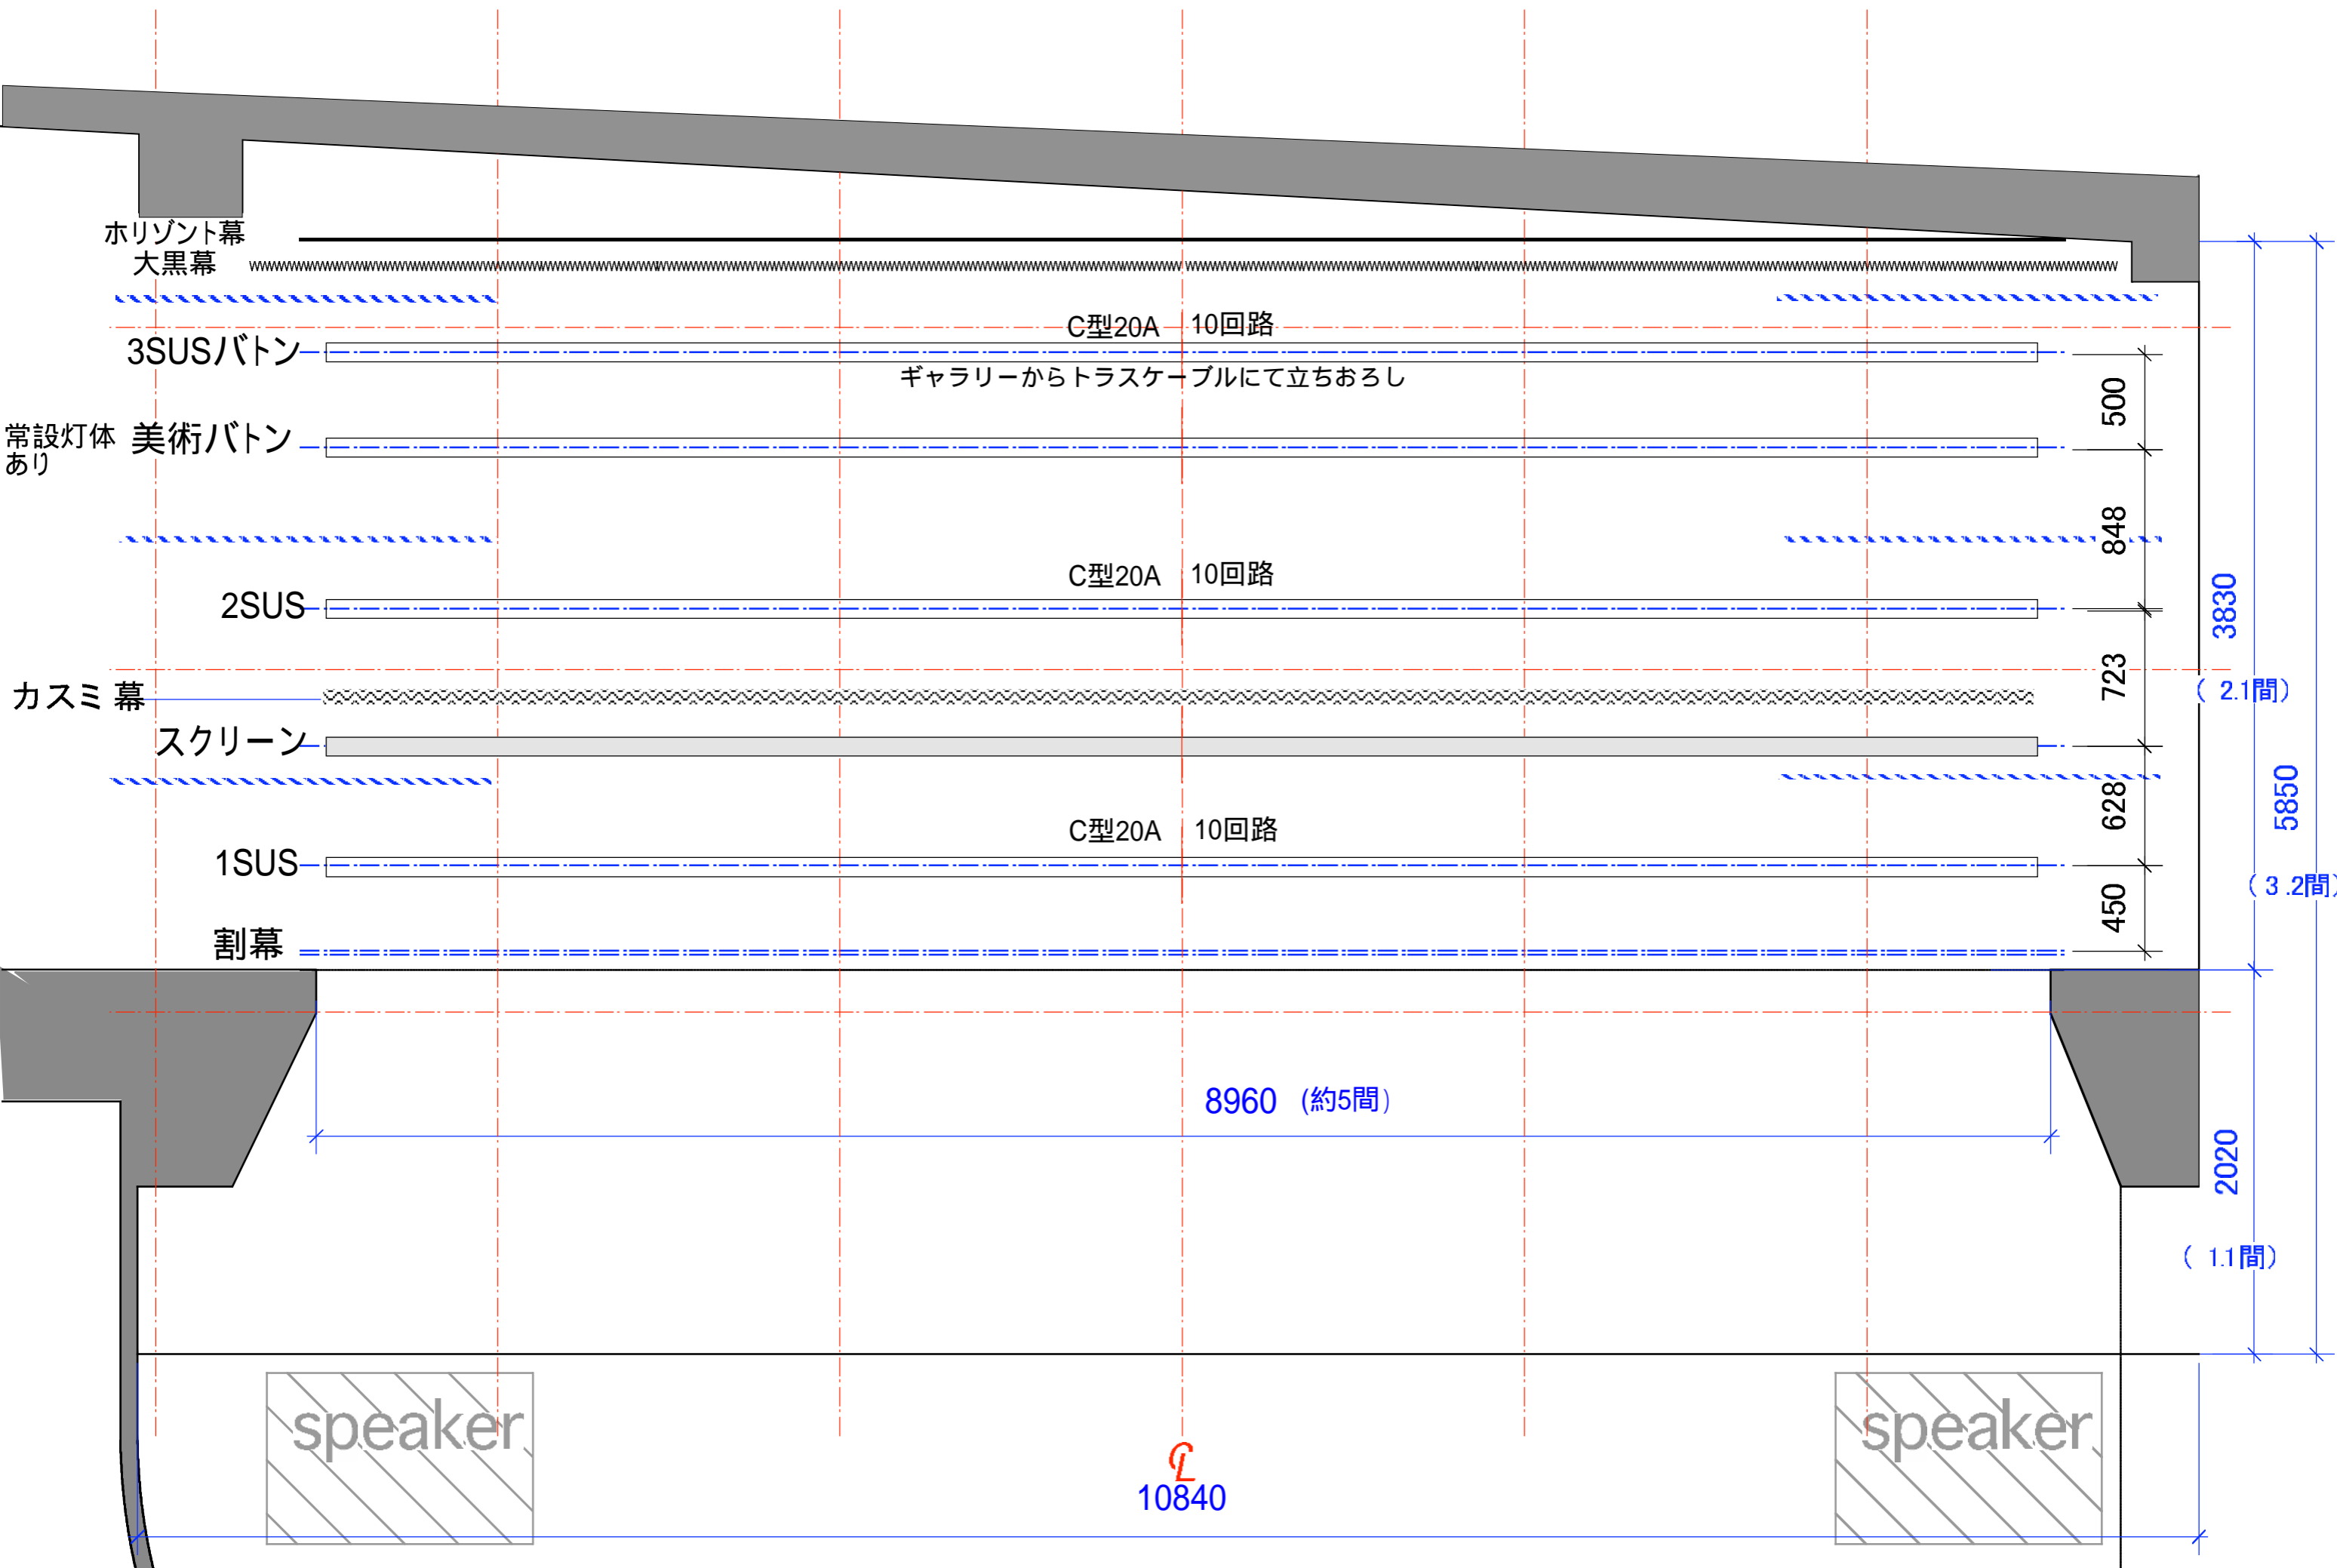 ホリゾント幕
大黒幕
C型20A 10回路
3SUSバトン
ギャラリーからトラスケーブルにて立ちおろし
500
常設灯体
あり
美術バトン
848
C型20A 10回路
2SUS
3830
723
(2.1間)
カスミ幕
スクリーン
628
5850
C型20A 10回路
1SUS
(3.2間)
450
割幕
8960 (約5間)
2020
(1.1間)
speaker
speaker
℄
10840